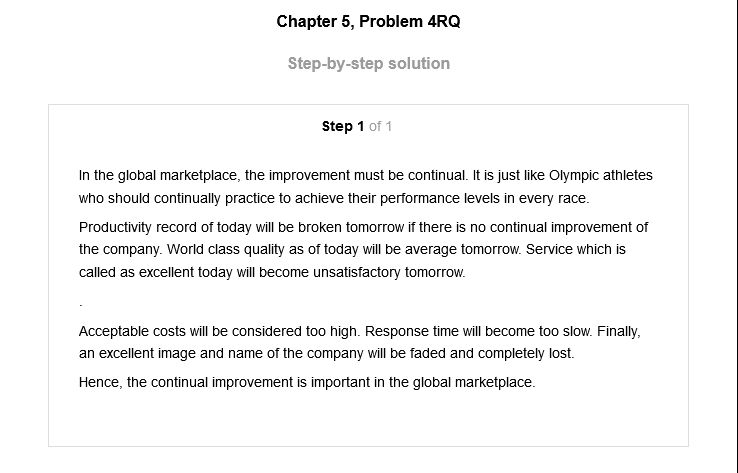 Chapter 5, Problem 4RQ
Step-by-step solution
Step 1 of 1
In the global marketplace, the improvement must be continual. It is just like Olympic athletes
who should continually practice to achieve their performance levels in every race.
Productivity record of today will be broken tomorrow if there is no continual improvement of
the company. World class quality as of today will be average tomorrow. Service which is
called as excellent today will become unsatisfactory tomorrow.
.
Acceptable costs will be considered too high. Response time will become too slow. Finally,
an excellent image and name of the company will be faded and completely lost.
Hence, the continual improvement is important in the global marketplace.